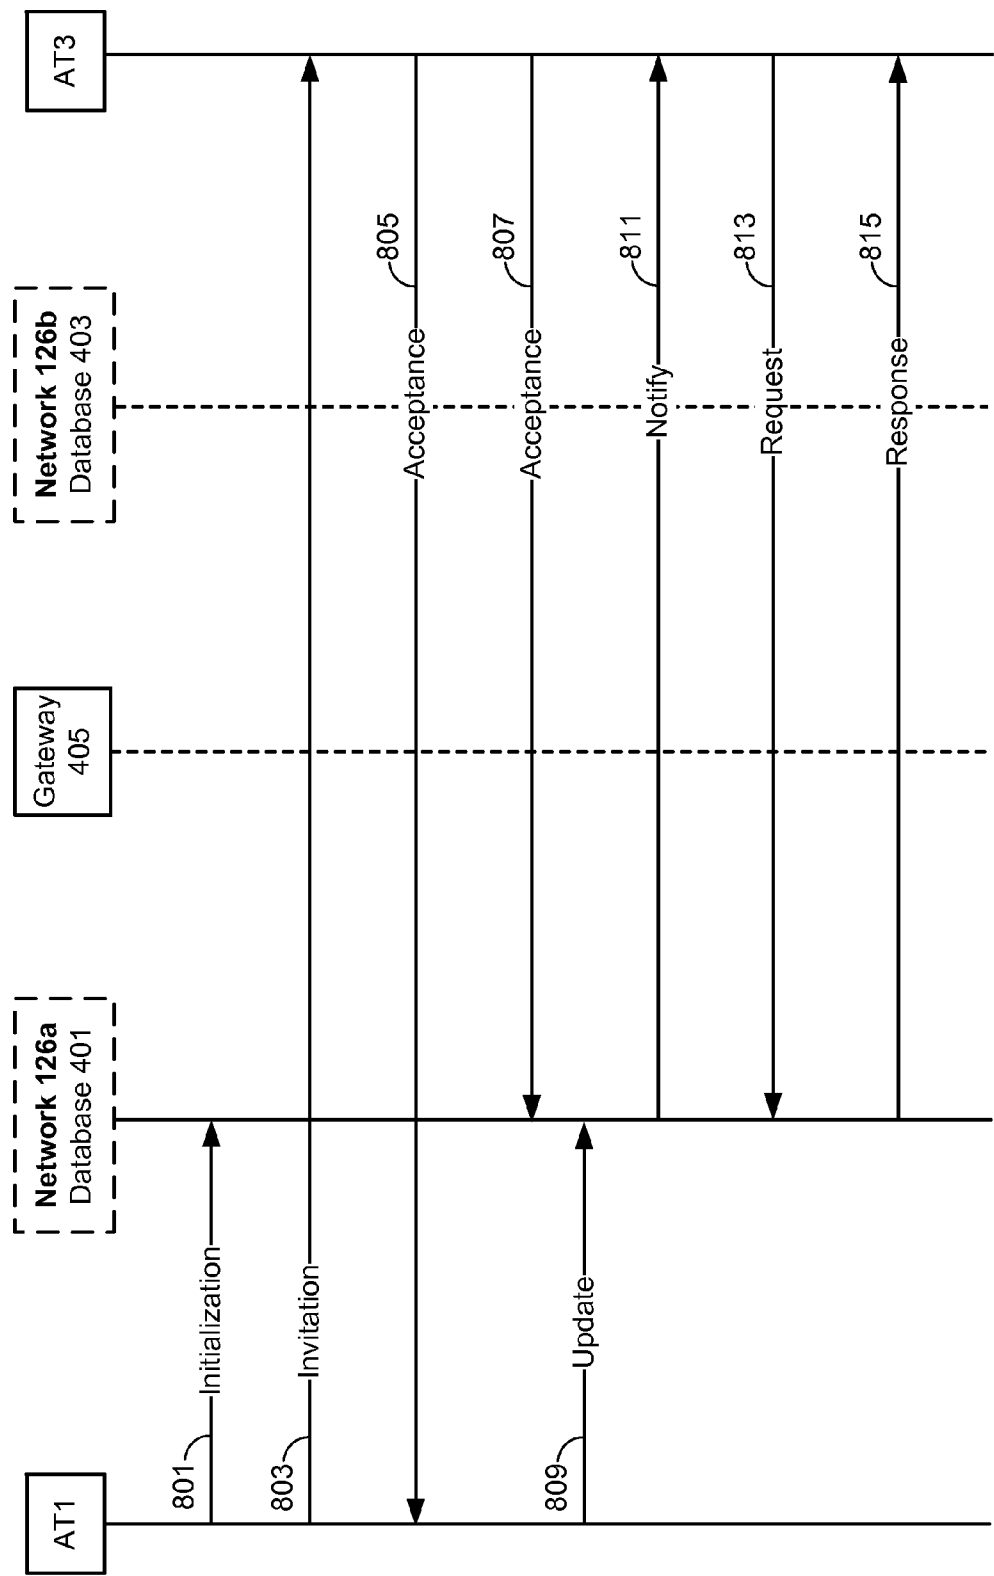 AT1
Network 126a
Database 401
Gateway
405
Network 126b
Database 403
AT3
801
Initialization
803
Invitation
Acceptance
805
Acceptance
807
809
Update
Notify
811
Request
813
Response
815